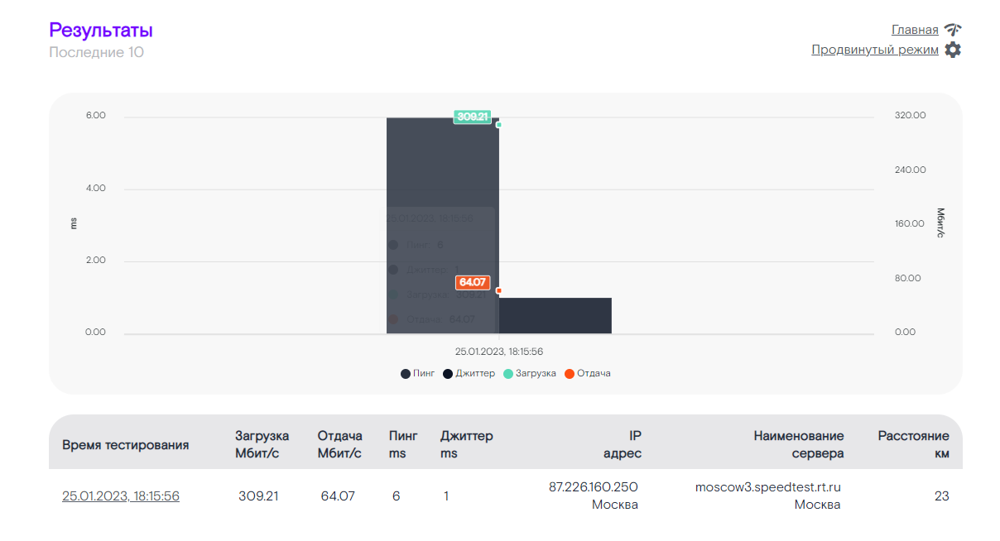 Результаты
Последние 10
Главная
Продвинутый режим
6.00
4.00
2.00
0.00
ms
320.00
240.00
160.00
80.00
0.00
Мбит/с
309.21
25.01.2023, 18:15:56
Пинг: 6
Джиттер: 1
Загрузка: 309.21
Отдача: 64.07
64.07
25.01.2023, 18:15:56
Пинг Джиттер Загрузка Отдача
Время тестирования
Загрузка Мбит/с
Отдача Мбит/с
Пинг ms
Джиттер ms
IP адрес
Наименование сервера
Расстояние км
25.01.2023, 18:15:56 309.21 64.07 6 1 87.226.160.250 Москва moscow3.speedtest.rt.ru Москва 23